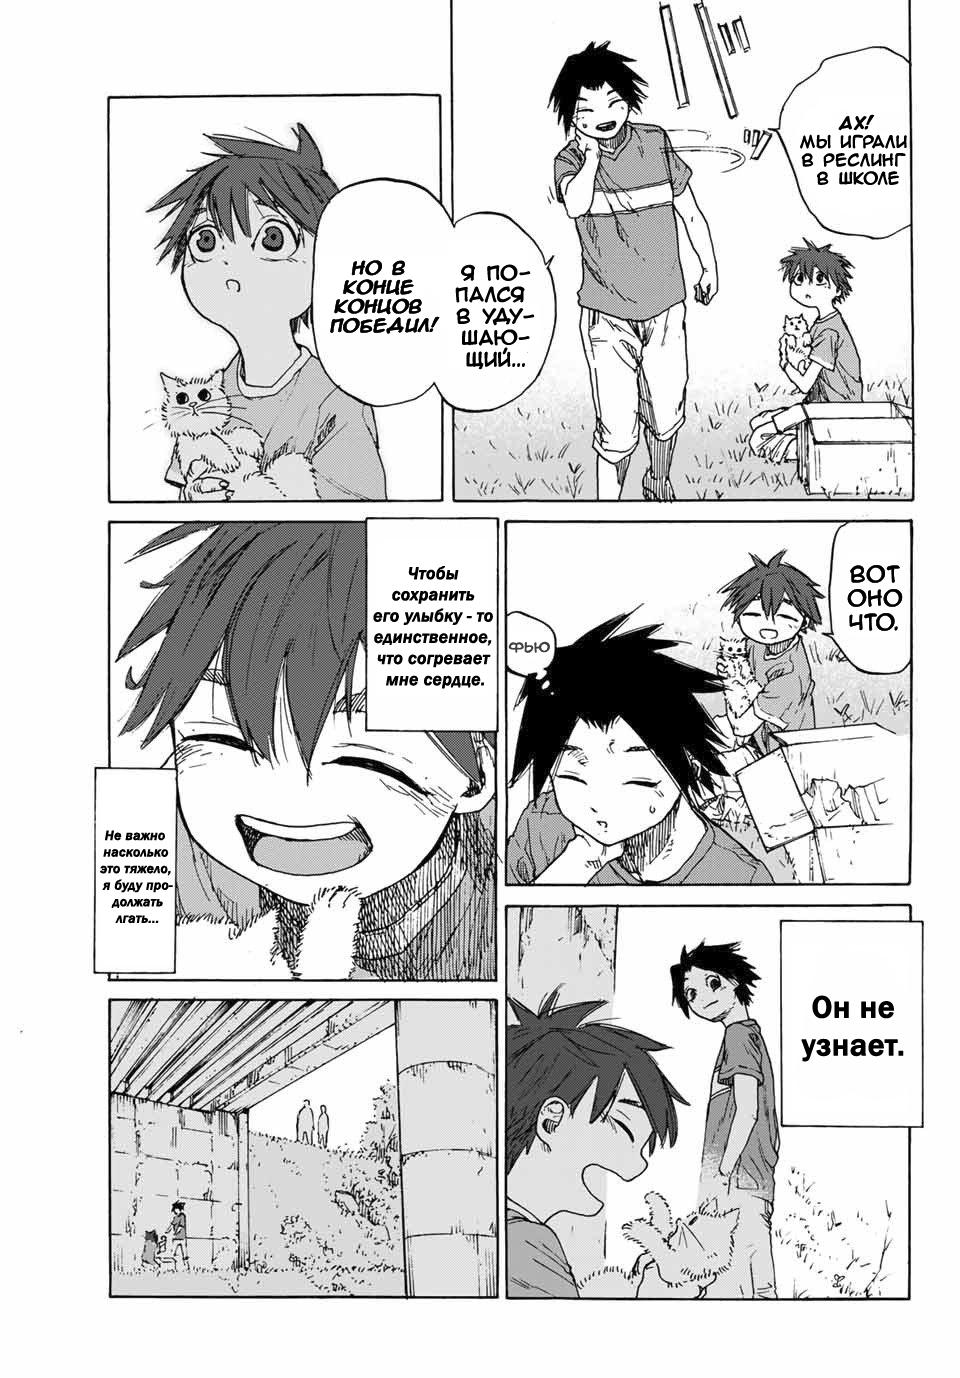 АХ!
МЫ ИГРАЛИ
В РЕСЛИНГ
В ШКОЛЕ
Я ПО-
ПАЛСЯ
В УДУ-
ШАЮ-
ЩИЙ...
НО В
КОНЦЕ
КОНЦОВ
ПОБЕДИЛ!
ВОТ
ОНО
ЧТО.
ФЬЮ
Чтобы
сохранить
его улыбку - то
единственное,
что согревает
мне сердце.
Не важно
насколько
это тяжело,
я буду про-
должать
лгать...
Он не
узнает.